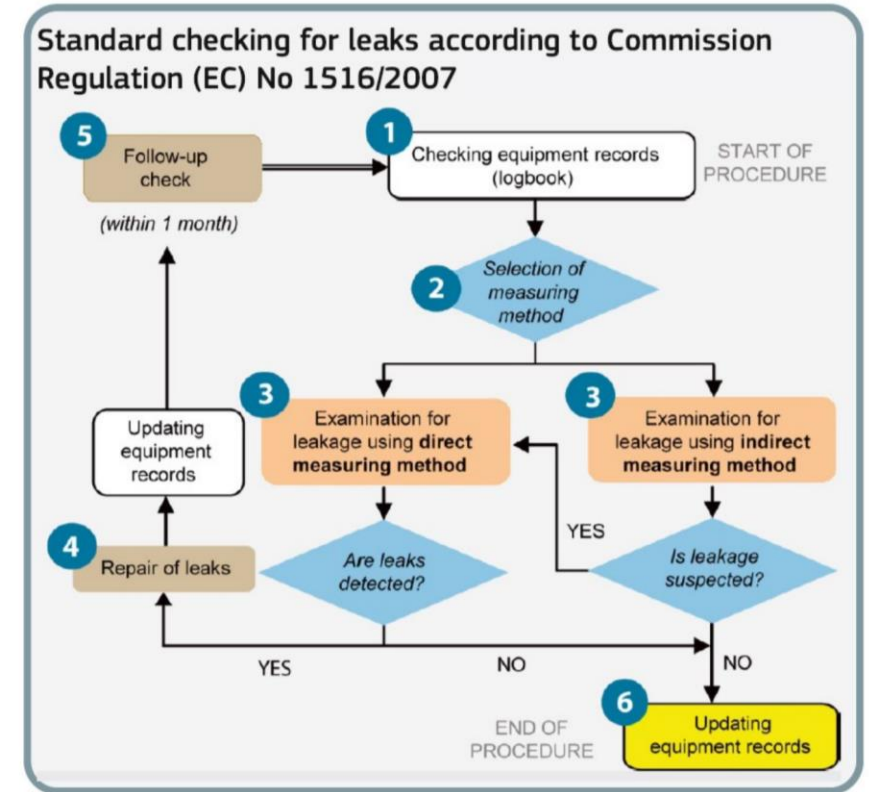 Standard checking for leaks according to Commission
Regulation (EC) No 1516/2007
5
Follow-up
check
(within 1 month)
1
Checking equipment records
(logbook)
START OF
PROCEDURE
2
Selection of
measuring
method
3
Examination for
leakage using direct
measuring method
3
Examination for
leakage using indirect
measuring method
Updating
equipment
records
YES
4
Repair of leaks
Are leaks
detected?
Is leakage
suspected?
YES
NO
NO
END OF
PROCEDURE
6
Updating
equipment records